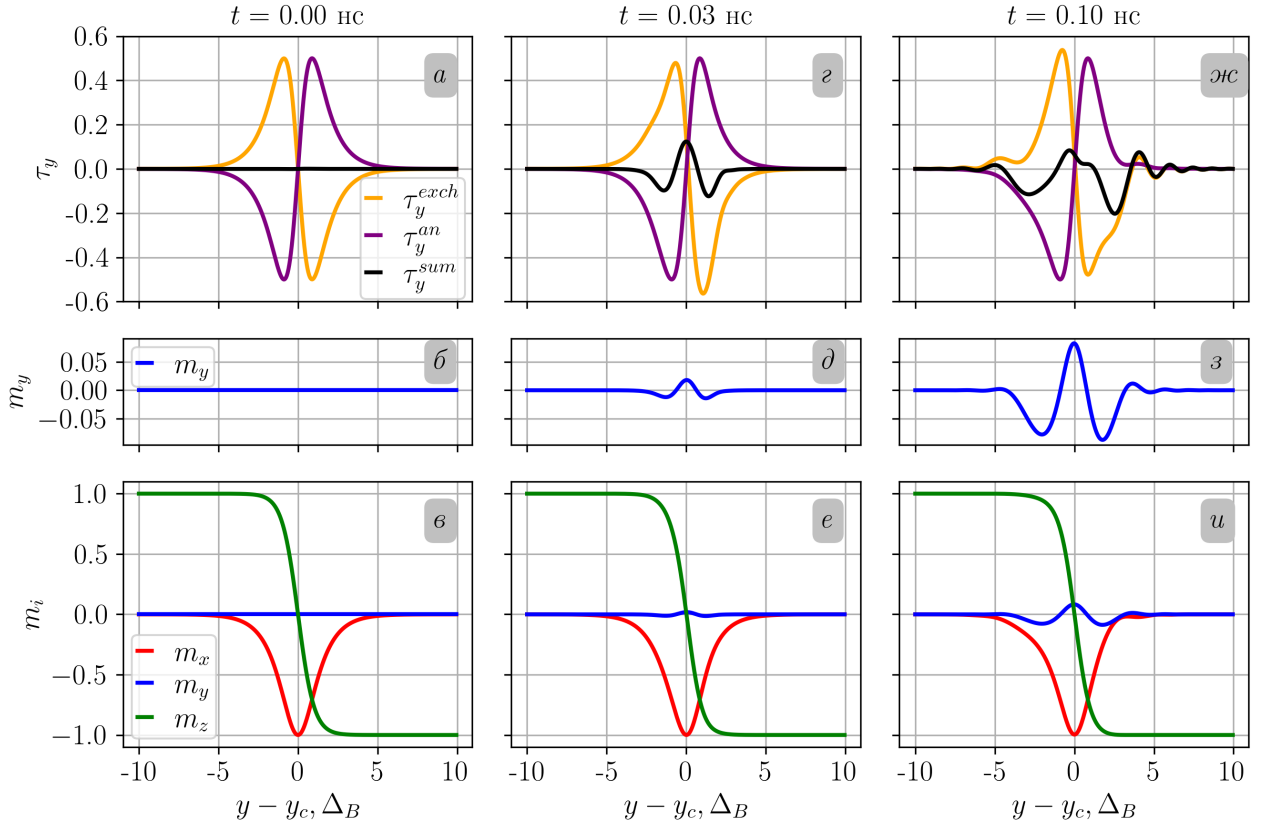 t = 0.00 нс
t = 0.03 нс
t = 0.10 нс
τ_y
0.6
0.4
0.2
0.0
-0.2
-0.4
-0.6
а
г
ж
τ_y^{exch}
τ_y^{an}
τ_y^{sum}
m_y
0.05
0.00
−0.05
m_y
б
д
з
m_i
1.0
0.5
0.0
−0.5
−1.0
в
е
и
m_x
m_y
m_z
-10 -5 0 5 10
-10 -5 0 5 10
-10 -5 0 5 10
y − y_c, Δ_B
y − y_c, Δ_B
y − y_c, Δ_B